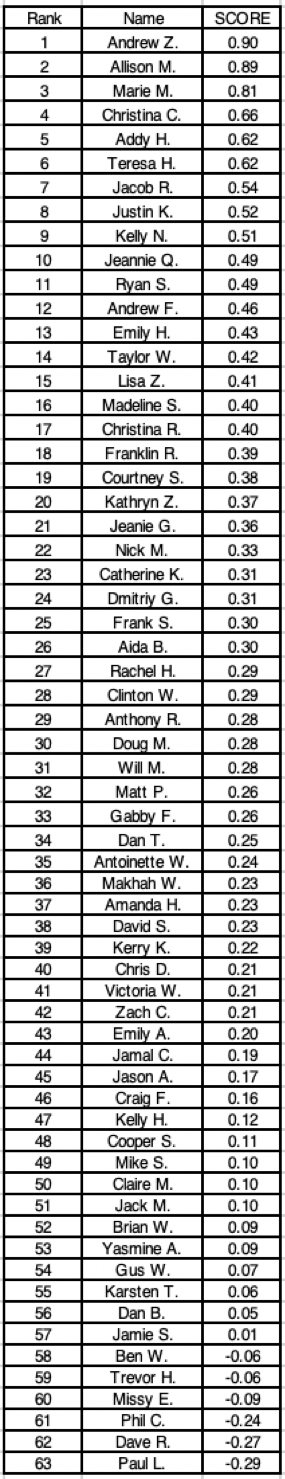 Rank Name SCORE
1 Andrew Z. 0.90
2 Allison M. 0.89
3 Marie M. 0.81
4 Christina C. 0.66
5 Addy H. 0.62
6 Teresa H. 0.62
7 Jacob R. 0.54
8 Justin K. 0.52
9 Kelly N. 0.51
10 Jeannie Q. 0.49
11 Ryan S. 0.49
12 Andrew F. 0.46
13 Emily H. 0.43
14 Taylor W. 0.42
15 Lisa Z. 0.41
16 Madeline S. 0.40
17 Christina R. 0.40
18 Franklin R. 0.39
19 Courtney S. 0.38
20 Kathryn Z. 0.37
21 Jeanie G. 0.36
22 Nick M. 0.33
23 Catherine K. 0.31
24 Dmitriy G. 0.31
25 Frank S. 0.30
26 Aida B. 0.30
27 Rachel H. 0.29
28 Clinton W. 0.29
29 Anthony R. 0.28
30 Doug M. 0.28
31 Will M. 0.28
32 Matt P. 0.26
33 Gabby F. 0.26
34 Dan T. 0.25
35 Antoinette W. 0.24
36 Makhah W. 0.23
37 Amanda H. 0.23
38 David S. 0.23
39 Kerry K. 0.22
40 Chris D. 0.21
41 Victoria W. 0.21
42 Zach C. 0.21
43 Emily A. 0.20
44 Jamal C. 0.19
45 Jason A. 0.17
46 Craig F. 0.16
47 Kelly H. 0.12
48 Cooper S. 0.11
49 Mike S. 0.10
50 Claire M. 0.10
51 Jack M. 0.10
52 Brian W. 0.09
53 Yasmine A. 0.09
54 Gus W. 0.07
55 Karsten T. 0.06
56 Dan B. 0.05
57 Jamie S. 0.01
58 Ben W. -0.06
59 Trevor H. -0.06
60 Missy E. -0.09
61 Phil C. -0.24
62 Dave R. -0.27
63 Paul L. -0.29